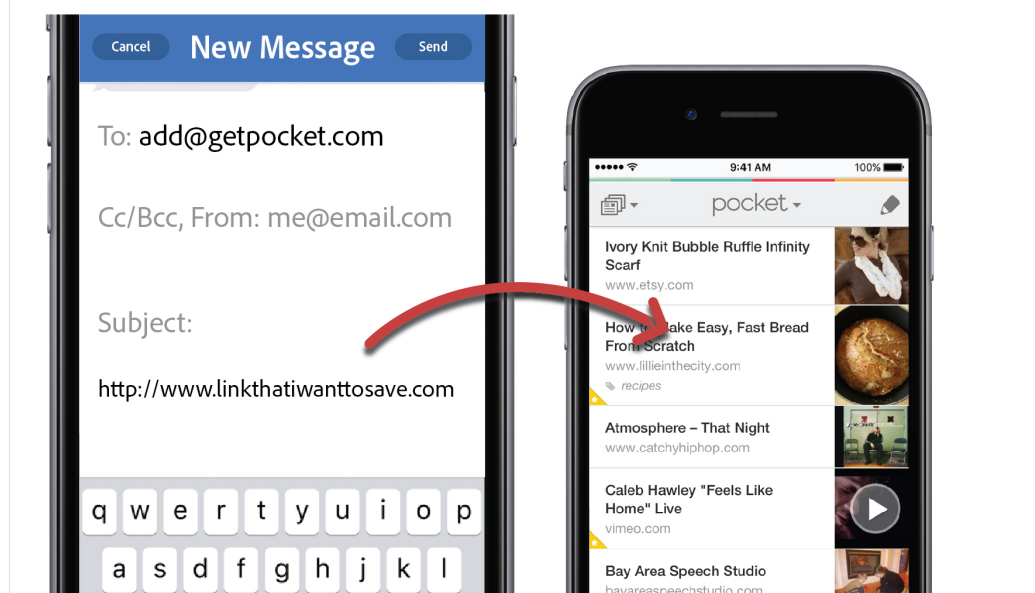 Cancel
New Message
Send
To: add@getpocket.com
Cc/Bcc, From: me@email.com
Subject:
http://www.linkthatiwanttosave.com
q w e r t y u i o p
a s d f g h j k l
9:41 AM
100%
pocket
Ivory Knit Bubble Ruffle Infinity
Scarf
www.etsy.com
How to Make Easy, Fast Bread
From Scratch
www.lillieinthecity.com
recipes
Atmosphere – That Night
www.catchyhiphop.com
Caleb Hawley "Feels Like
Home" Live
vimeo.com
Bay Area Speech Studio
bayareaspeechstudio.com